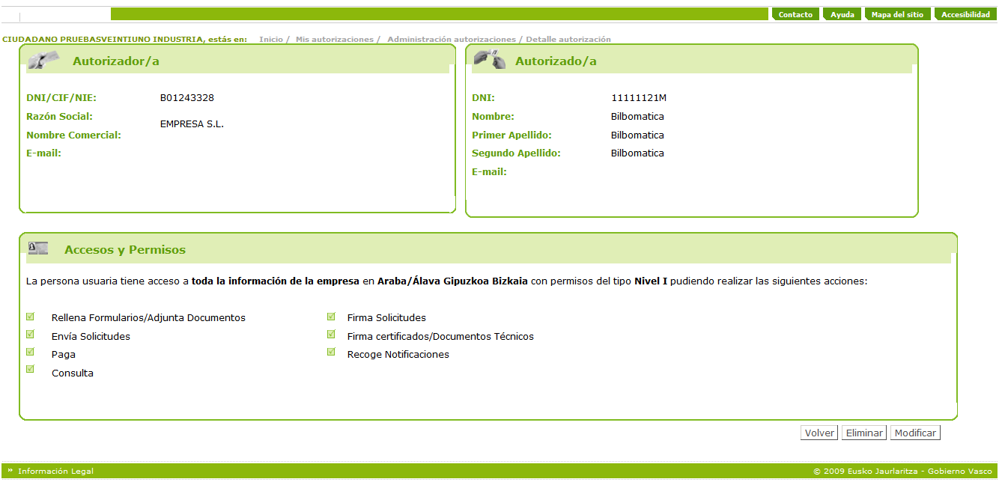 Contacto Ayuda Mapa del sitio Accesibilidad
CIUDADANO PRUEBASVEINTIUNO INDUSTRIA, estás en: Inicio / Mis autorizaciones / Administración autorizaciones / Detalle autorización
Autorizador/a
DNI/CIF/NIE: B01243328
Razón Social:
EMPRESA S.L.
Nombre Comercial:
E-mail:
Autorizado/a
DNI: 11111121M
Nombre: Bilbomatica
Primer Apellido: Bilbomatica
Segundo Apellido: Bilbomatica
E-mail:
Accesos y Permisos
La persona usuaria tiene acceso a toda la información de la empresa en Araba/Álava Gipuzkoa Bizkaia con permisos del tipo Nivel I pudiendo realizar las siguientes acciones:
Rellena Formularios/Adjunta Documentos
Envía Solicitudes
Paga
Consulta
Firma Solicitudes
Firma certificados/Documentos Técnicos
Recoge Notificaciones
Volver Eliminar Modificar
» Información Legal © 2009 Eusko Jaurlaritza - Gobierno Vasco